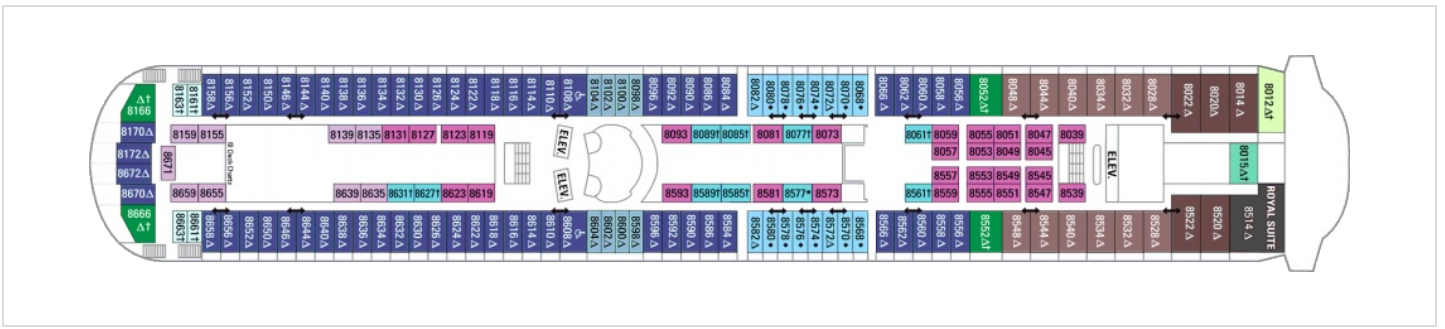 Δ† 8166
8163† 8161† 8158Δ 8156Δ 8152Δ 8150Δ 8146Δ 8144Δ 8140Δ 8138Δ 8136Δ 8134Δ 8132Δ 8130Δ 8126Δ 8124Δ 8122Δ 8118Δ 8116Δ 8114Δ 8110Δ 8108Δ 8104Δ 8102Δ 8100Δ 8098Δ 8096Δ 8092Δ 8090Δ 8086Δ 8084Δ 8082Δ 8080* 8078* 8076* 8074* 8072Δ 8070* 8068* 8066Δ 8062Δ 8060Δ 8058Δ 8056Δ 8052Δ† 8048Δ 8044Δ 8040Δ 8034Δ 8032Δ 8028Δ 8022Δ 8020Δ 8014Δ 8012Δ†
8170Δ 8159 8155 8139 8135 8131 8127 8123 8119 ELEV. 8093 8089† 8085† 8081 8077† 8073 8061† 8059 8055 8051 8047 8039
8172Δ 8671 @ Deck Charts 8057 8053 8049 8045 ELEV. 8015Δ†
8672Δ ELEV. 8557 8553 8549 8545
8670Δ 8659 8655 8639 8635 8631† 8627† 8623 8619 8593 8589† 8585† 8581 8577* 8573 8561† 8559 8555 8551 8547 8539
8666 Δ†
8663† 8661† 8658Δ 8656Δ 8652Δ 8650Δ 8646Δ 8644Δ 8640Δ 8638Δ 8636Δ 8634Δ 8632Δ 8630Δ 8626Δ 8624Δ 8622Δ 8618Δ 8616Δ 8614Δ 8610Δ 8608Δ 8604Δ 8602Δ 8600Δ 8598Δ 8596Δ 8592Δ 8590Δ 8586Δ 8584Δ 8582Δ 8580* 8578* 8576* 8574* 8572Δ 8570* 8568* 8566Δ 8562Δ 8560Δ 8558Δ 8556Δ 8552Δ† 8548Δ 8544Δ 8540Δ 8534Δ 8532Δ 8528Δ 8522Δ 8520Δ 8514Δ ROYAL SUITE